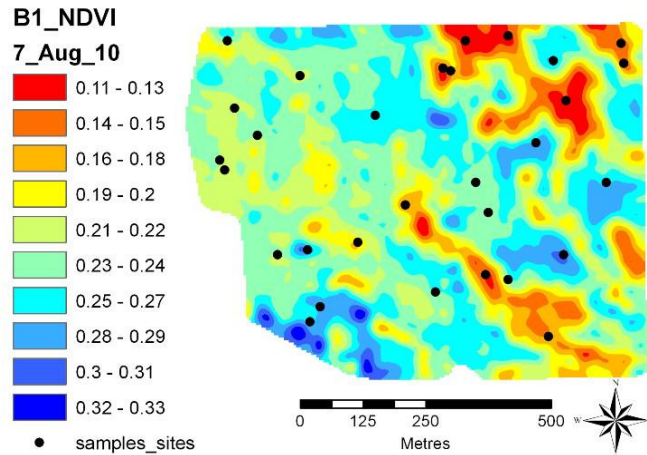 B1_NDVI
7_Aug_10
0.11 - 0.13
0.14 - 0.15
0.16 - 0.18
0.19 - 0.2
0.21 - 0.22
0.23 - 0.24
0.25 - 0.27
0.28 - 0.29
0.3 - 0.31
0.32 - 0.33
samples_sites
0 125 250 500
Metres
N
W
E
S